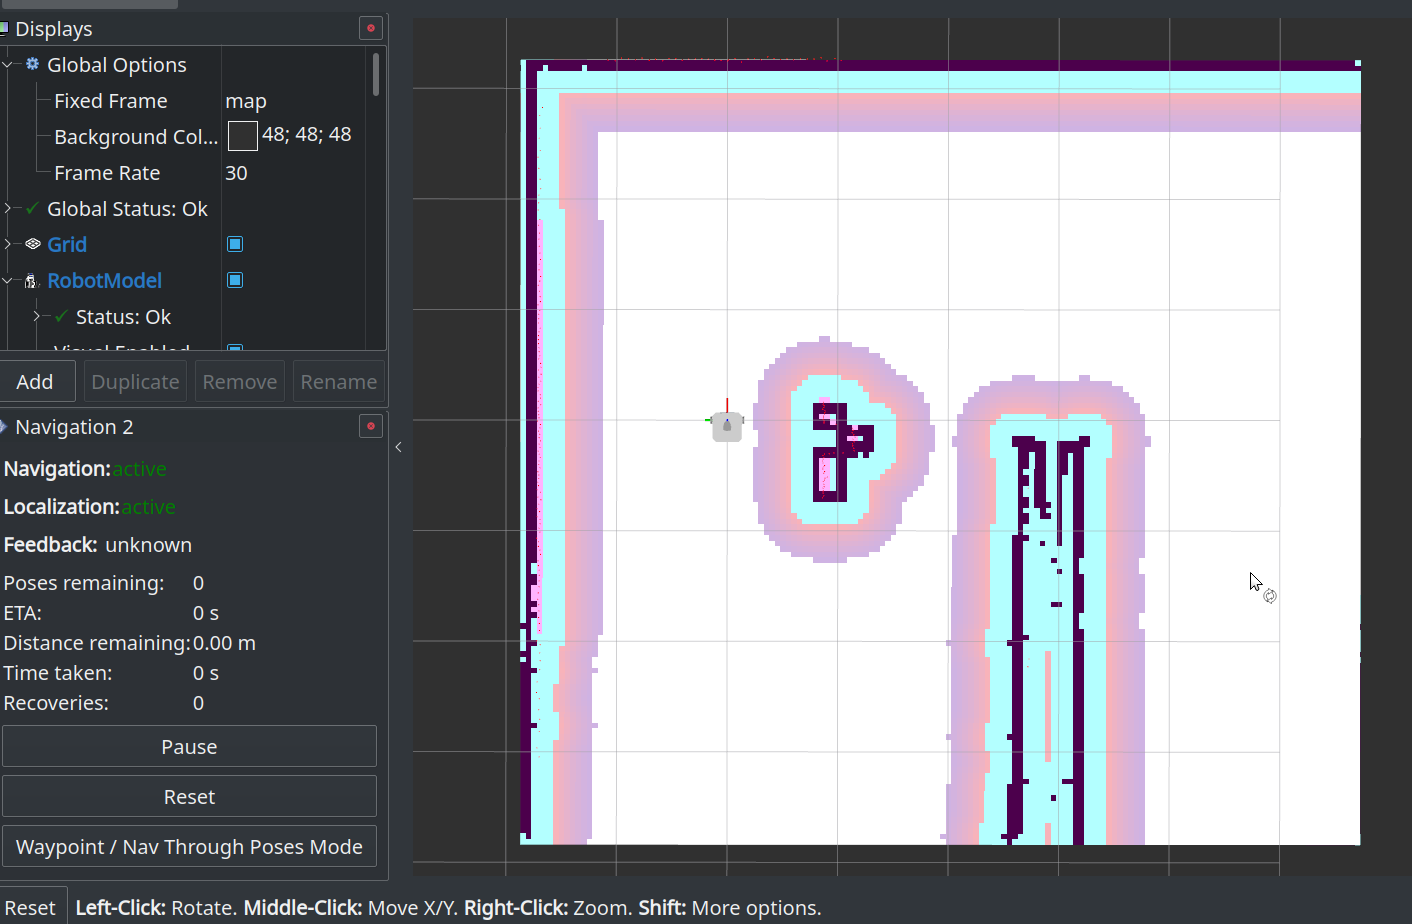 Displays
Global Options
Fixed Frame map
Background Col... 48; 48; 48
Frame Rate 30
Global Status: Ok
Grid
RobotModel
Status: Ok
Add Duplicate Remove Rename
Navigation 2
Navigation: active
Localization: active
Feedback: unknown
Poses remaining: 0
ETA: 0 s
Distance remaining: 0.00 m
Time taken: 0 s
Recoveries: 0
Pause
Reset
Waypoint / Nav Through Poses Mode
Reset Left-Click: Rotate. Middle-Click: Move X/Y. Right-Click: Zoom. Shift: More options.